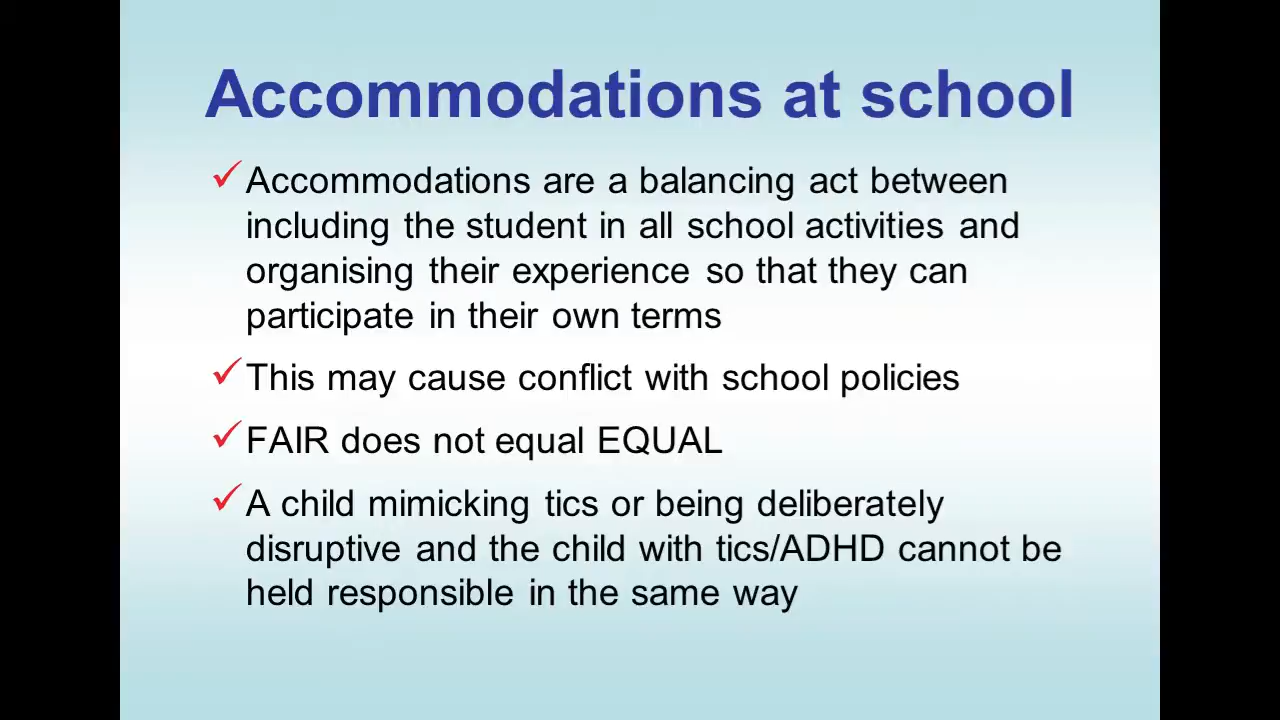 Accommodations at school
Accommodations are a balancing act between
including the student in all school activities and
organising their experience so that they can
participate in their own terms
This may cause conflict with school policies
FAIR does not equal EQUAL
A child mimicking tics or being deliberately
disruptive and the child with tics/ADHD cannot be
held responsible in the same way